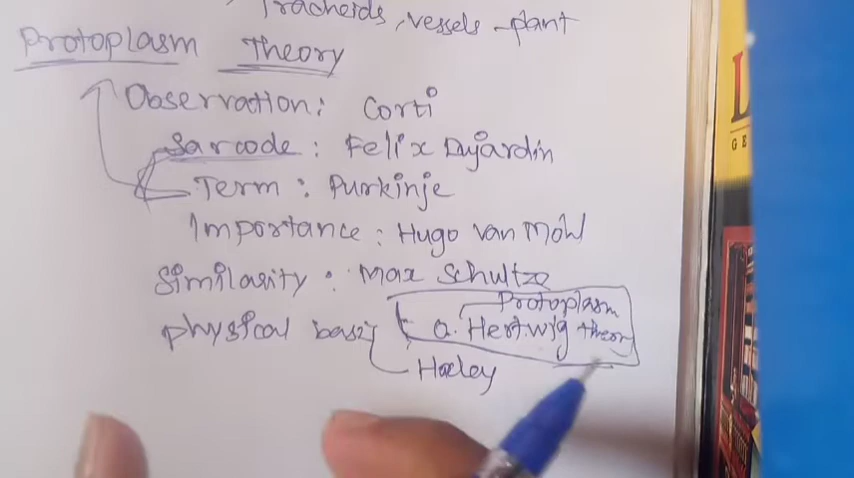 Tracheids, vessels - plant
Protoplasm Theory
Observation: Corti
Sarcode: Felix Dujardin
Term: Purkinje
Importance: Hugo Van Mohl
Similarity: Max Schultze
Protoplasm
Physical basis O. Hertwig theory
Huxley
L
GE